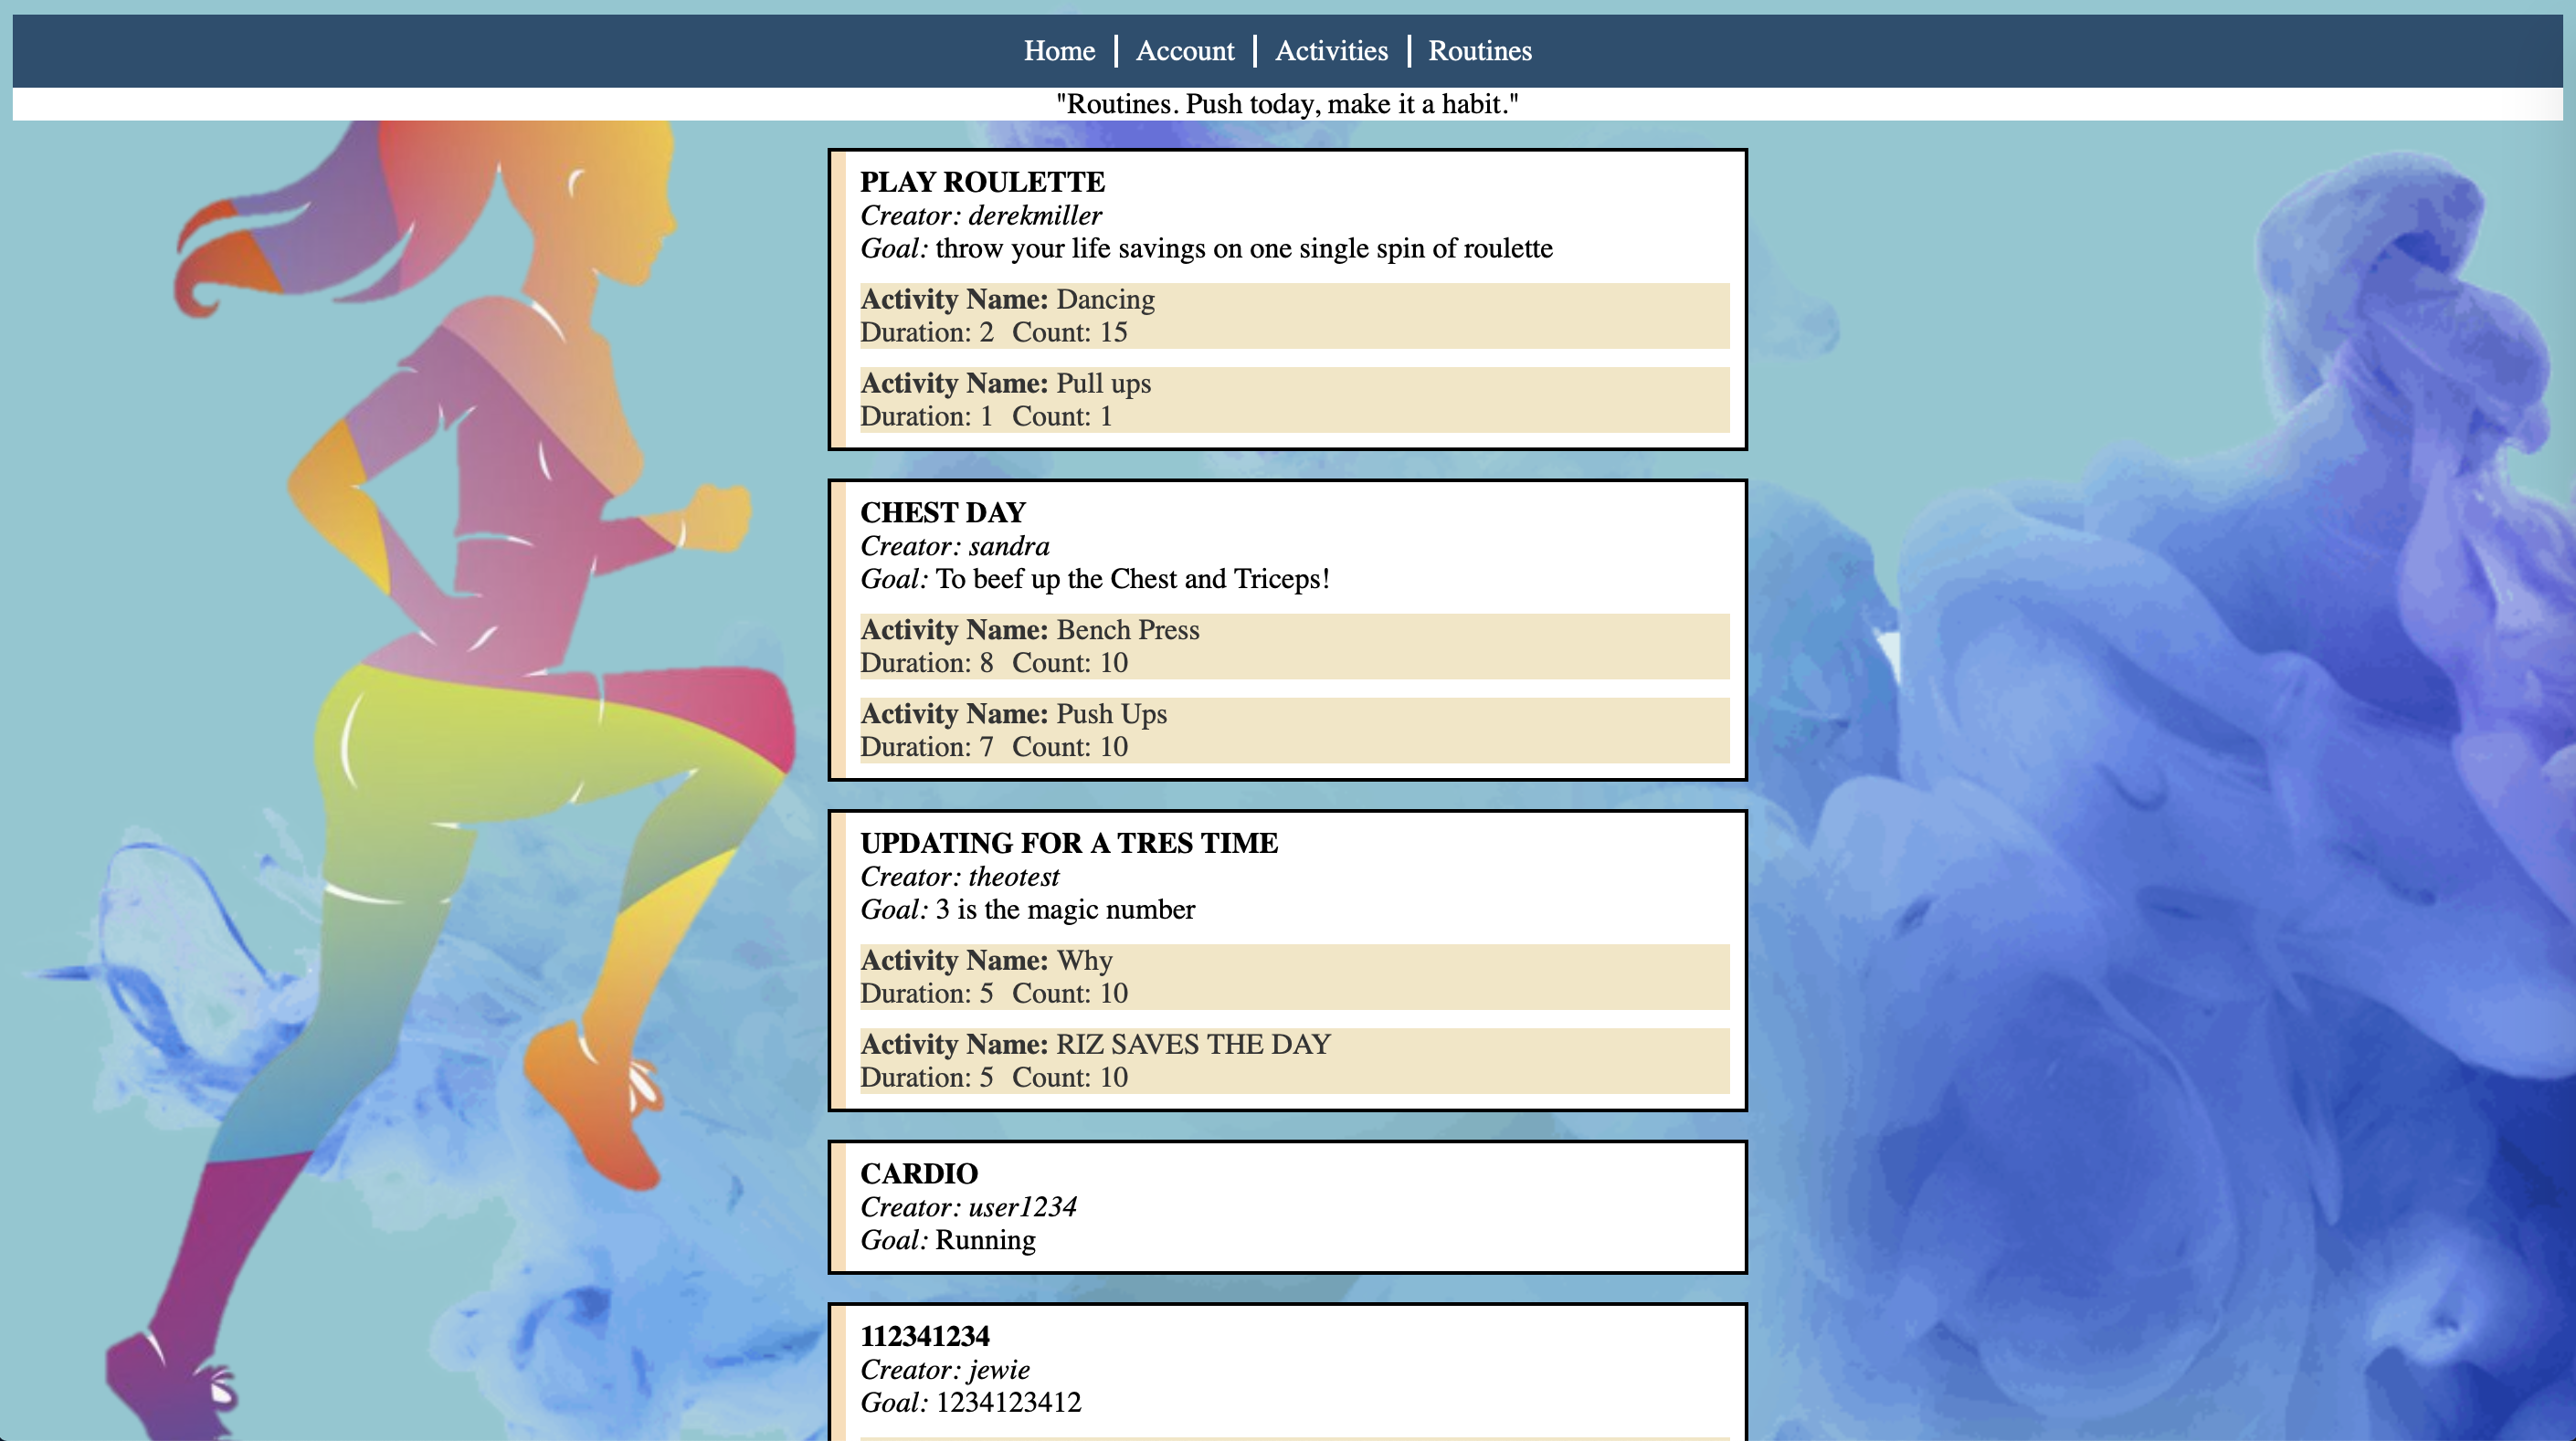 Home | Account | Activities | Routines
"Routines. Push today, make it a habit."
PLAY ROULETTE
Creator: derekmiller
Goal: throw your life savings on one single spin of roulette
Activity Name: Dancing
Duration: 2 Count: 15
Activity Name: Pull ups
Duration: 1 Count: 1
CHEST DAY
Creator: sandra
Goal: To beef up the Chest and Triceps!
Activity Name: Bench Press
Duration: 8 Count: 10
Activity Name: Push Ups
Duration: 7 Count: 10
UPDATING FOR A TRES TIME
Creator: theotest
Goal: 3 is the magic number
Activity Name: Why
Duration: 5 Count: 10
Activity Name: RIZ SAVES THE DAY
Duration: 5 Count: 10
CARDIO
Creator: user1234
Goal: Running
112341234
Creator: jewie
Goal: 1234123412